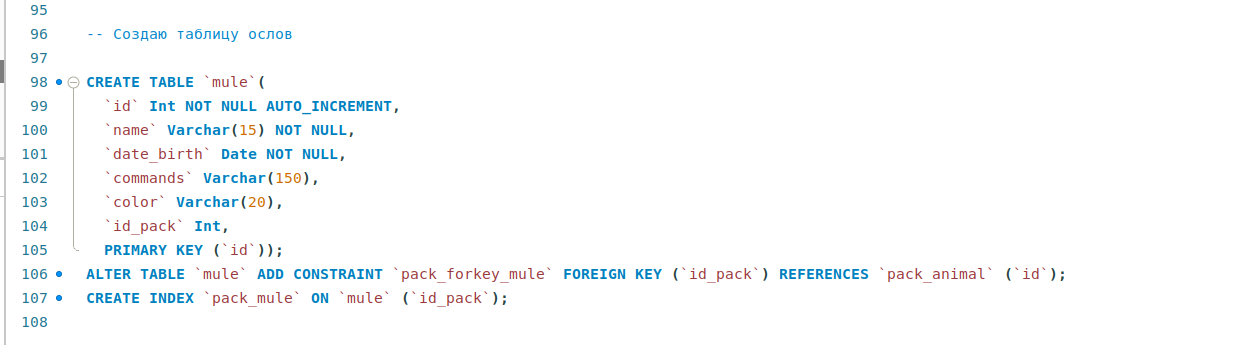 95
96 -- Создаю таблицу ослов
97
98 CREATE TABLE `mule`(
99 `id` Int NOT NULL AUTO_INCREMENT,
100 `name` Varchar(15) NOT NULL,
101 `date_birth` Date NOT NULL,
102 `commands` Varchar(150),
103 `color` Varchar(20),
104 `id_pack` Int,
105 PRIMARY KEY (`id`));
106 ALTER TABLE `mule` ADD CONSTRAINT `pack_forkey_mule` FOREIGN KEY (`id_pack`) REFERENCES `pack_animal` (`id`);
107 CREATE INDEX `pack_mule` ON `mule` (`id_pack`);
108